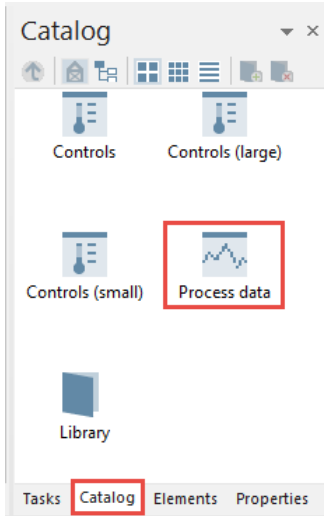 Catalog
Controls Controls (large)
Controls (small) Process data
Library
Tasks Catalog Elements Properties